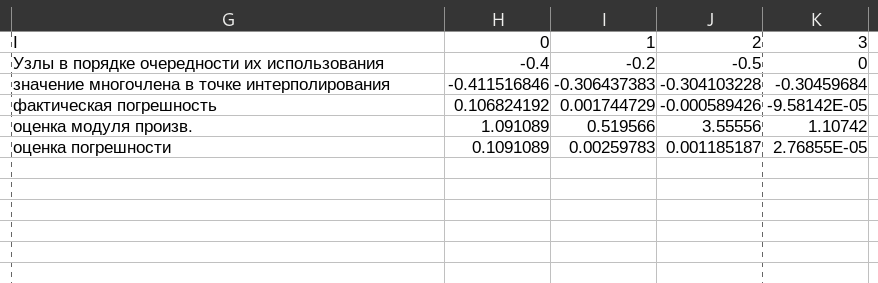 G H I J K
I 0 1 2 3
Узлы в порядке очередности их использования -0.4 -0.2 -0.5 0
значение многочлена в точке интерполирования -0.411516846 -0.306437383 -0.304103228 -0.30459684
фактическая погрешность 0.106824192 0.001744729 -0.000589426 -9.58142E-05
оценка модуля произв. 1.091089 0.519566 3.55556 1.10742
оценка погрешности 0.1091089 0.00259783 0.001185187 2.76855E-05